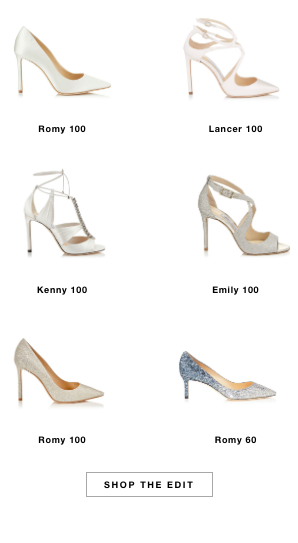 Romy 100
Lancer 100
Kenny 100
Emily 100
Romy 100
Romy 60
SHOP THE EDIT